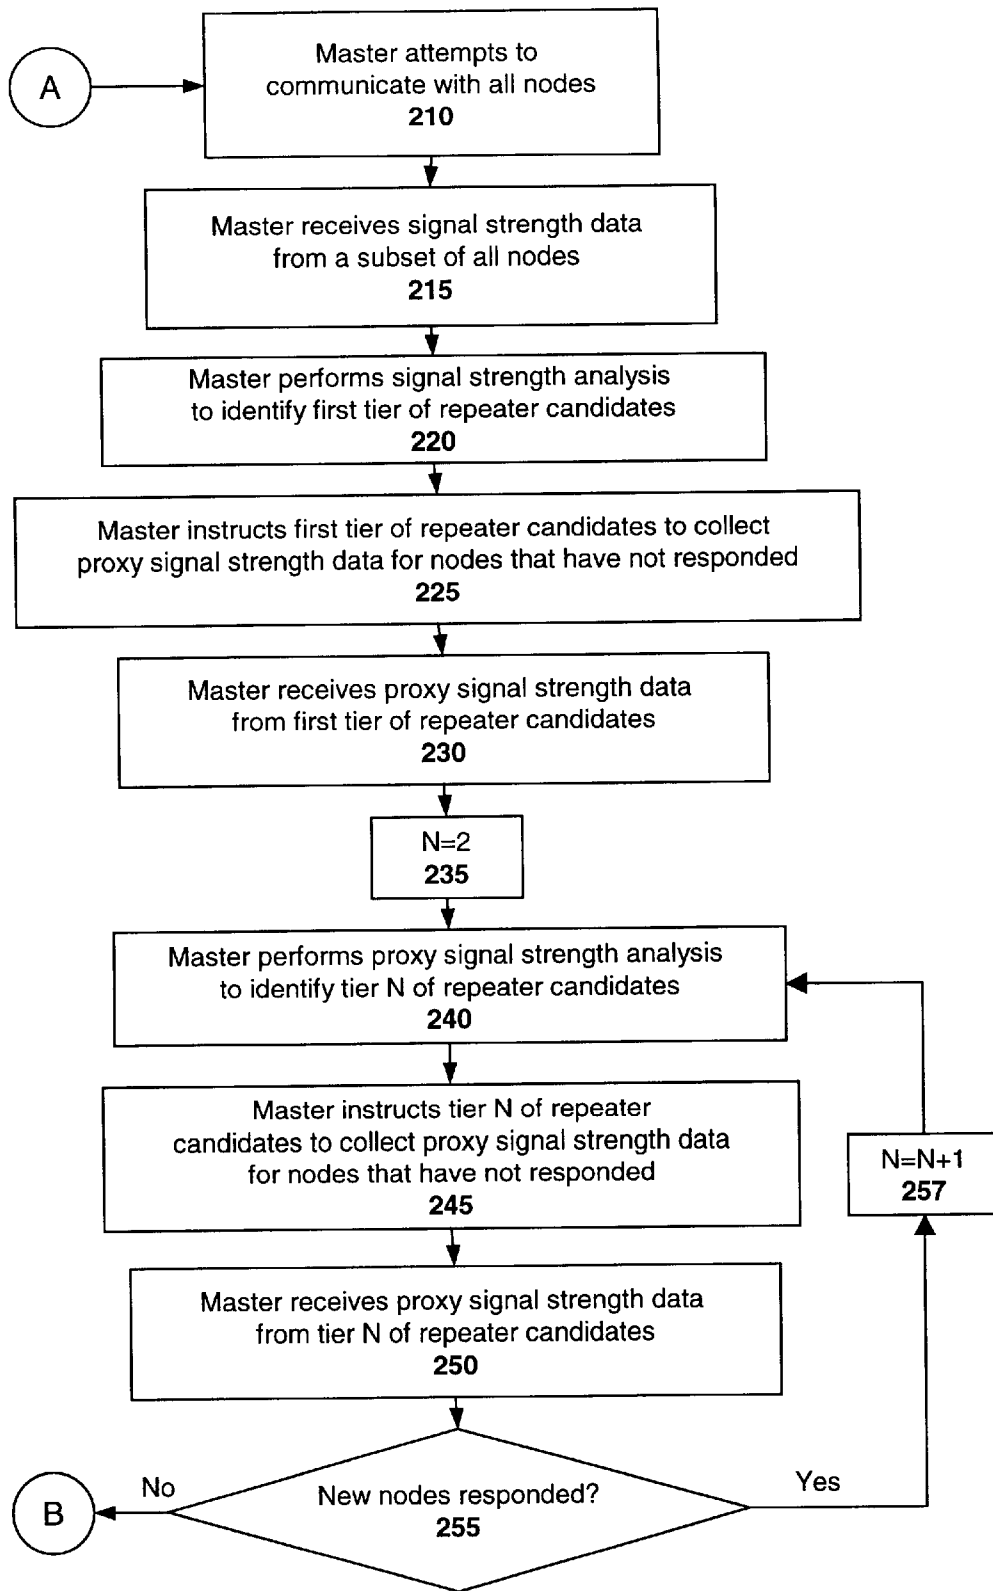 A
Master attempts to
communicate with all nodes
210
Master receives signal strength data
from a subset of all nodes
215
Master performs signal strength analysis
to identify first tier of repeater candidates
220
Master instructs first tier of repeater candidates to collect
proxy signal strength data for nodes that have not responded
225
Master receives proxy signal strength data
from first tier of repeater candidates
230
N=2
235
Master performs proxy signal strength analysis
to identify tier N of repeater candidates
240
Master instructs tier N of repeater
candidates to collect proxy signal strength data
for nodes that have not responded
245
N=N+1
257
Master receives proxy signal strength data
from tier N of repeater candidates
250
No
Yes
New nodes responded?
255
B